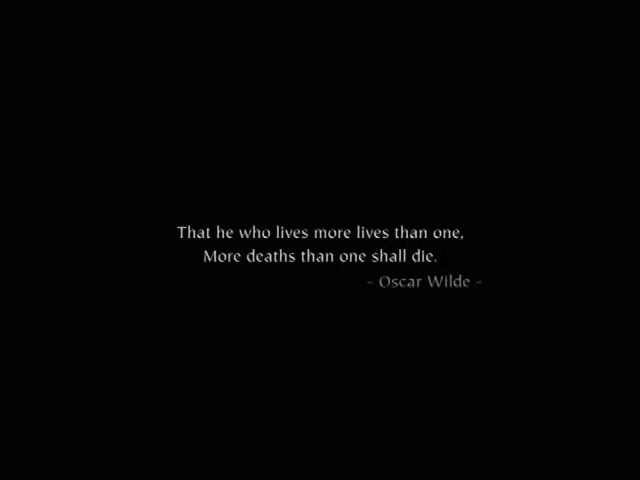 That he who lives more lives than one,
More deaths than one shall die.
- Oscar Wilde -